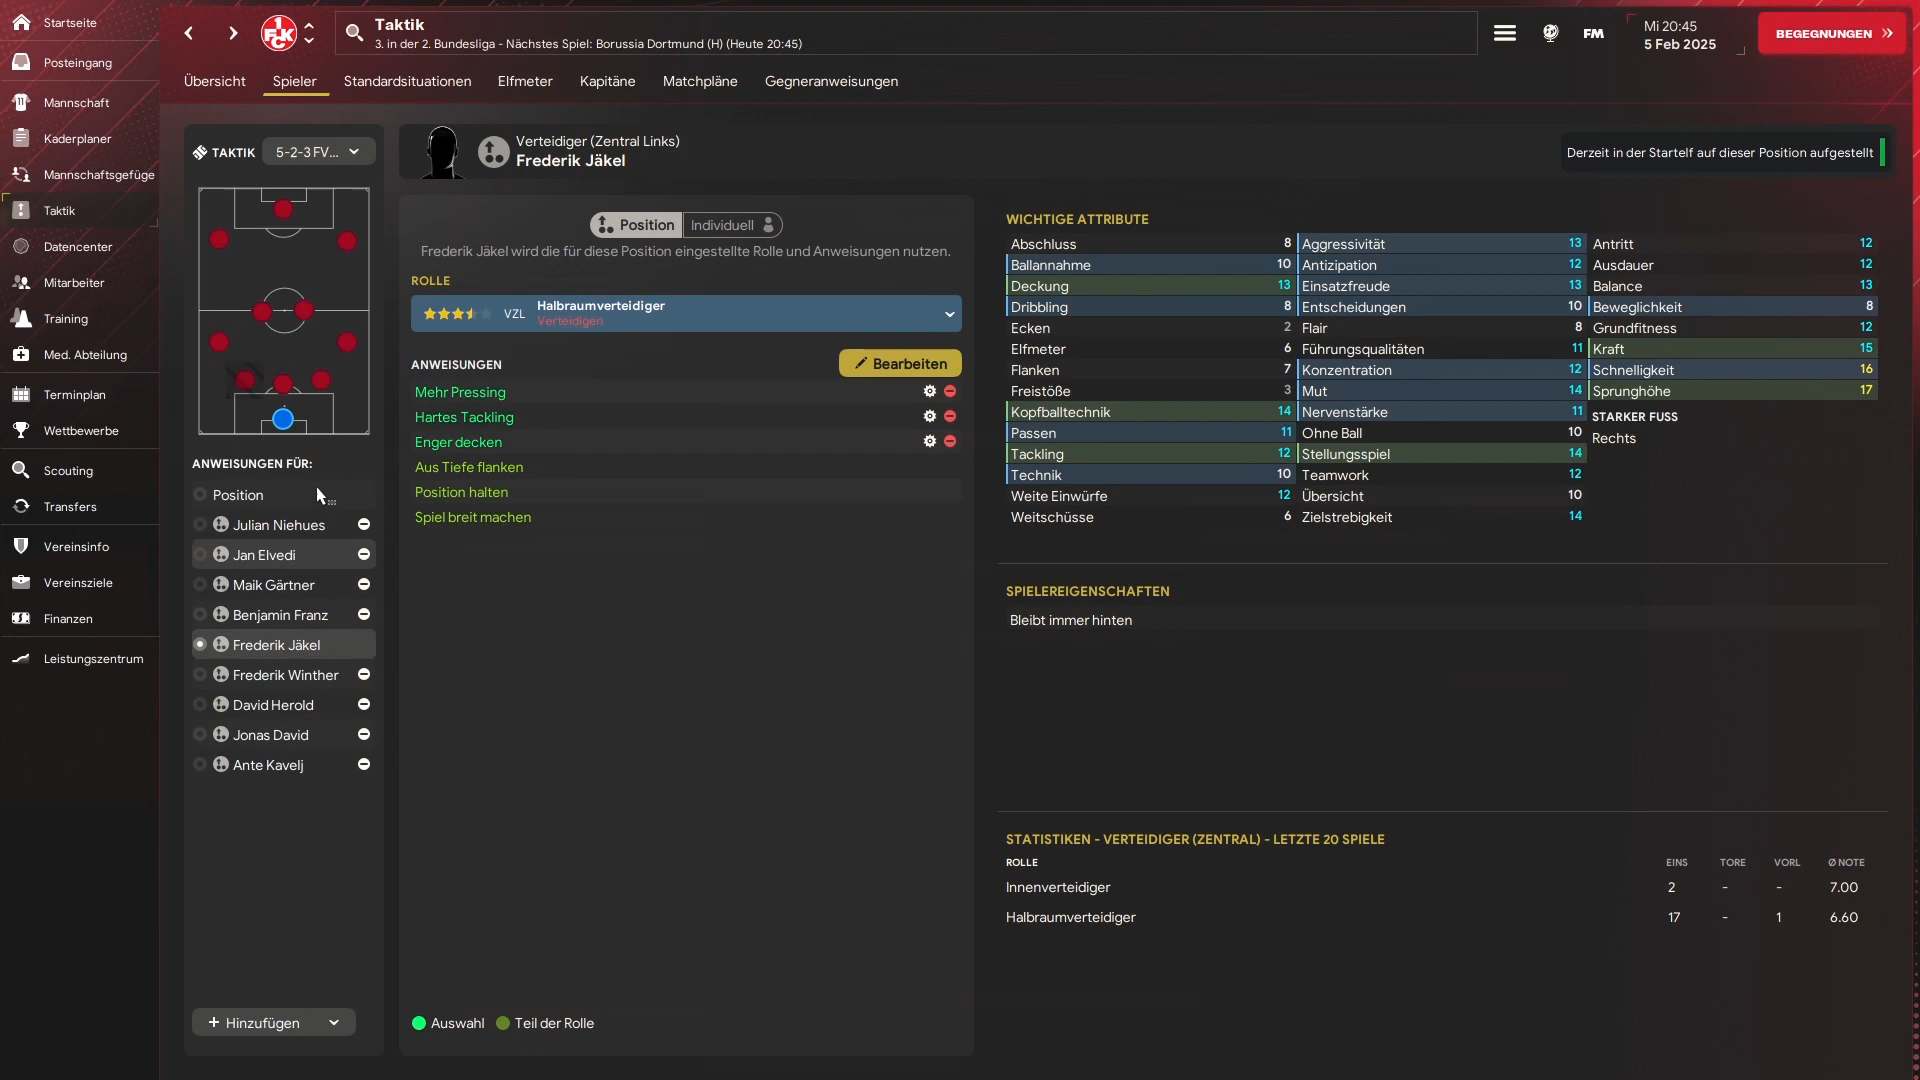 Startseite
Posteingang
Mannschaft
Kaderplaner
Mannschaftsgefüge
Taktik
Datencenter
Mitarbeiter
Training
Med. Abteilung
Terminplan
Wettbewerbe
Scouting
Transfers
Vereinsinfo
Vereinsziele
Finanzen
Leistungszentrum
Taktik
3. in der 2. Bundesliga - Nächstes Spiel: Borussia Dortmund (H) (Heute 20:45)
FM
Mi 20:45
5 Feb 2025
BEGEGNUNGEN
Übersicht Spieler Standardsituationen Elfmeter Kapitäne Matchpläne Gegneranweisungen
TAKTIK 5-2-3 FV...
ANWEISUNGEN FÜR:
Position
Julian Niehues
Jan Elvedi
Maik Gärtner
Benjamin Franz
Frederik Jäkel
Frederik Winther
David Herold
Jonas David
Ante Kavelj
+ Hinzufügen
Verteidiger (Zentral Links)
Frederik Jäkel
Derzeit in der Startelf auf dieser Position aufgestellt
Position Individuell
Frederik Jäkel wird die für diese Position eingestellte Rolle und Anweisungen nutzen.
ROLLE
VZL Halbraumverteidiger
Verteidigen
ANWEISUNGEN Bearbeiten
Mehr Pressing
Hartes Tackling
Enger decken
Aus Tiefe flanken
Position halten
Spiel breit machen
Auswahl Teil der Rolle
WICHTIGE ATTRIBUTE
Abschluss 8 Aggressivität 13 Antritt 12
Ballannahme 10 Antizipation 12 Ausdauer 12
Deckung 13 Einsatzfreude 13 Balance 13
Dribbling 8 Entscheidungen 10 Beweglichkeit 8
Ecken 2 Flair 8 Grundfitness 12
Elfmeter 6 Führungsqualitäten 11 Kraft 15
Flanken 7 Konzentration 12 Schnelligkeit 16
Freistöße 3 Mut 14 Sprunghöhe 17
Kopfballtechnik 14 Nervenstärke 11 STARKER FUSS
Passen 11 Ohne Ball 10 Rechts
Tackling 12 Stellungsspiel 14
Technik 10 Teamwork 12
Weite Einwürfe 12 Übersicht 10
Weitschüsse 6 Zielstrebigkeit 14
SPIELEREIGENSCHAFTEN
Bleibt immer hinten
STATISTIKEN - VERTEIDIGER (ZENTRAL) - LETZTE 20 SPIELE
ROLLE EINS TORE VORL Ø NOTE
Innenverteidiger 2 - - 7.00
Halbraumverteidiger 17 - 1 6.60